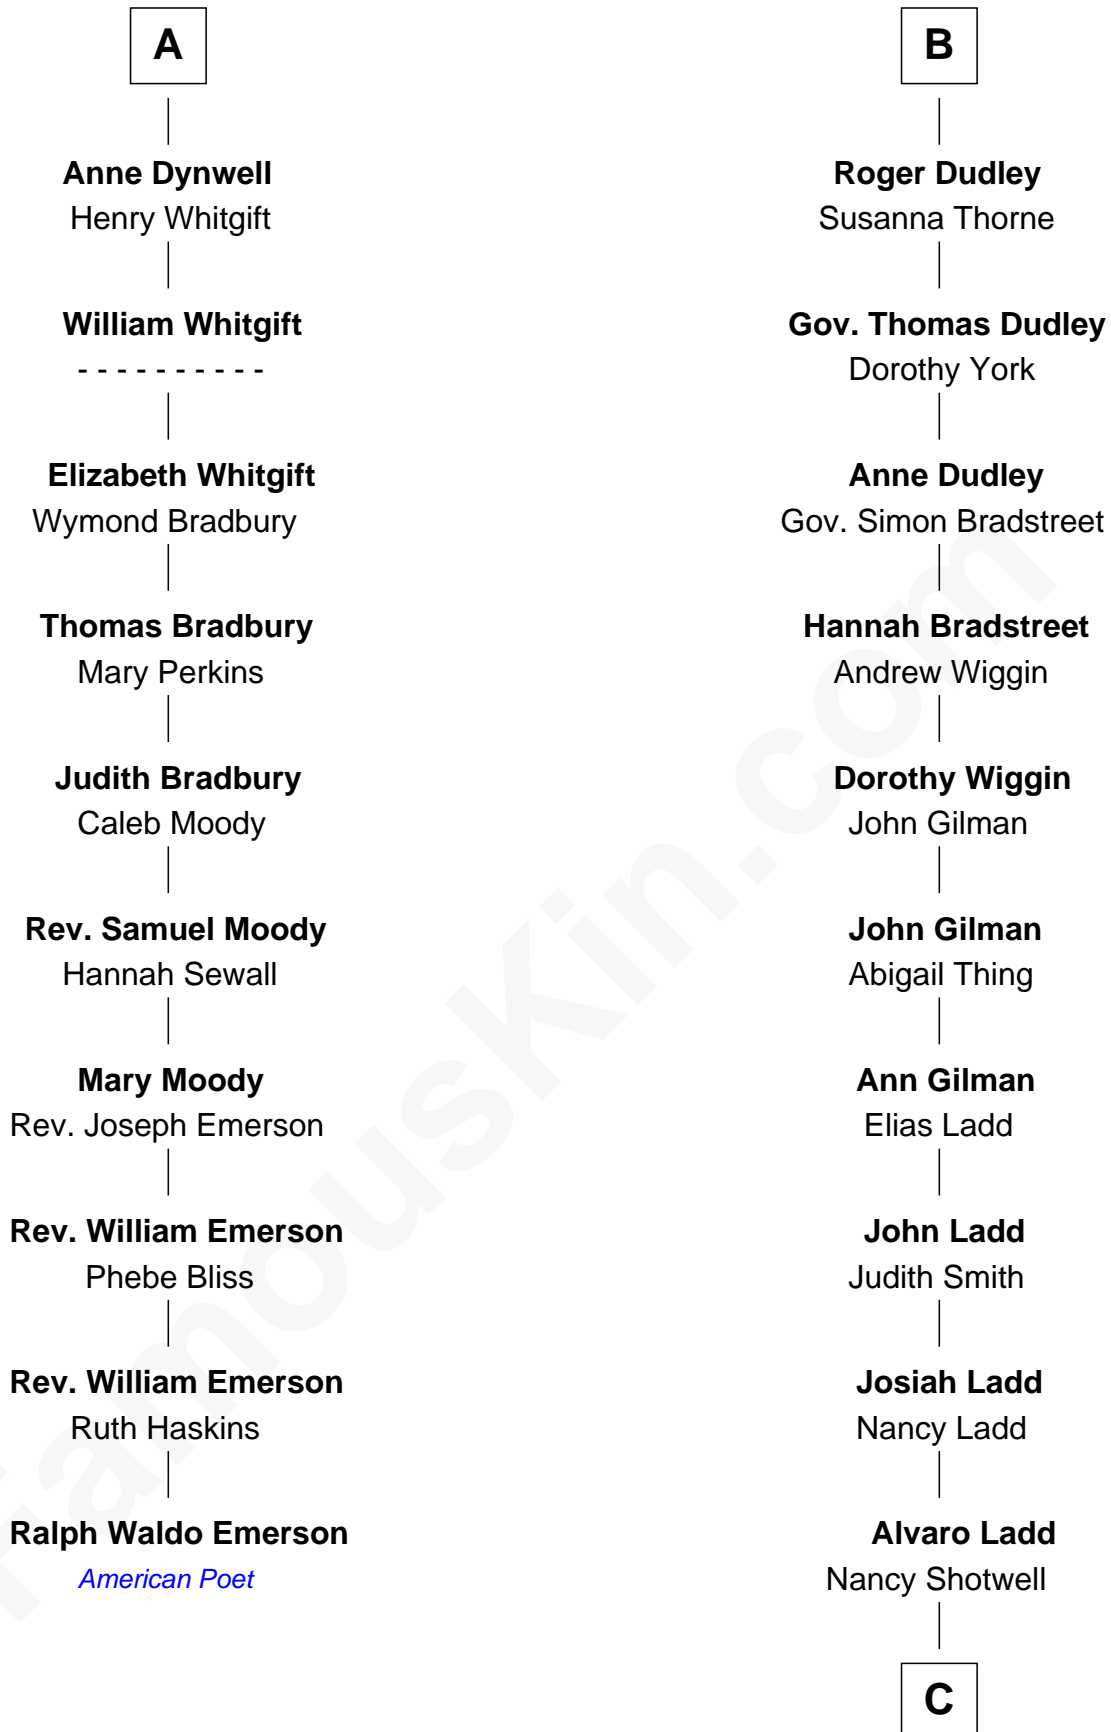 A
Anne Dynwell
Henry Whitgift
William Whitgift
- - - - - - - - - -
Elizabeth Whitgift
Wymond Bradbury
Thomas Bradbury
Mary Perkins
Judith Bradbury
Caleb Moody
Rev. Samuel Moody
Hannah Sewall
Mary Moody
Rev. Joseph Emerson
Rev. William Emerson
Phebe Bliss
Rev. William Emerson
Ruth Haskins
Ralph Waldo Emerson
American Poet
B
Roger Dudley
Susanna Thorne
Gov. Thomas Dudley
Dorothy York
Anne Dudley
Gov. Simon Bradstreet
Hannah Bradstreet
Andrew Wiggin
Dorothy Wiggin
John Gilman
John Gilman
Abigail Thing
Ann Gilman
Elias Ladd
John Ladd
Judith Smith
Josiah Ladd
Nancy Ladd
Alvaro Ladd
Nancy Shotwell
C
FamousKin.com